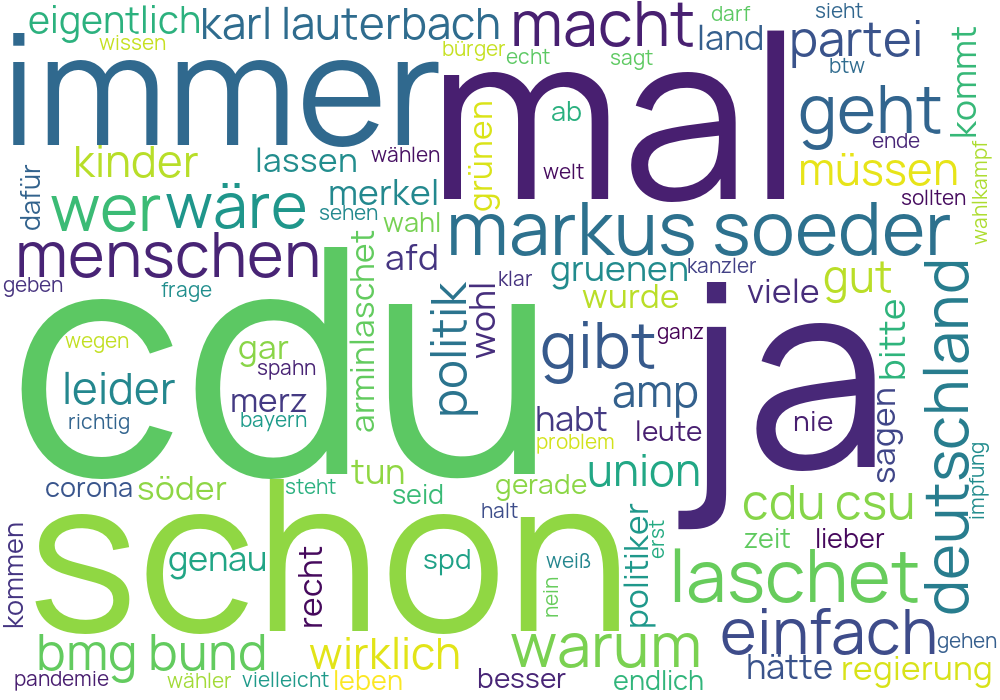 eigentlich
karl lauterbach
macht
darf
sieht
wissen
bürger
echt
sagt
land
partei
btw
kommt
immer
mal
ab
welt
grünen
geht
ende
kinder
lassen
wählen
müssen
dafür
wer
wäre
merkel
sehen
wahl
sollten
wahlkampf
menschen
afd
markus soeder
geben
frage
arminlaschet
klar
gruenen
kanzler
viele
gut
cdu
politik
wohl
wurde
ja
bitte
deutschland
wegen
gar
spahn
gibt
ganz
leider
merz
richtig
bayern
amp
habt
leute
nie
sagen
problem
corona
söder
steht
tun
seid
gerade
union
impfung
schon
halt
cdu csu
kommen
genau
recht
spd
weiß
nein
politiker
erst
zeit
lieber
laschet
bmg bund
wirklich
warum
einfach
gehen
pandemie
wähler
vielleicht
leben
besser
endlich
hätte
regierung